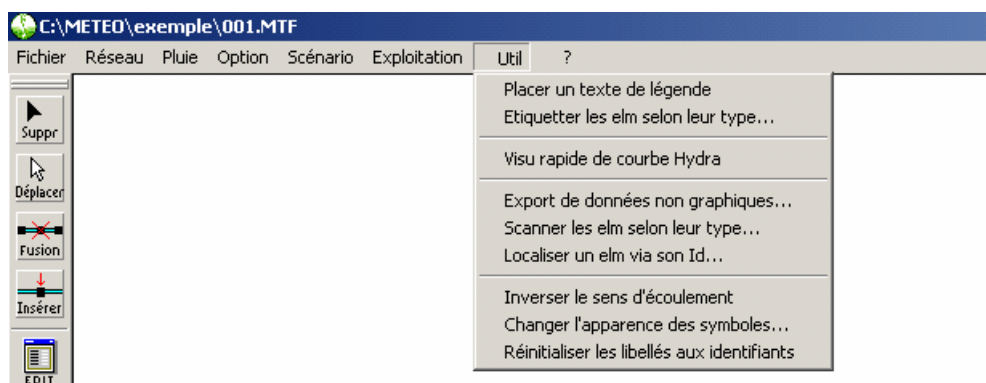 C:\METEO\exemple\001.MTF
Fichier Réseau Pluie Option Scénario Exploitation Util ?
Placer un texte de légende
Etiquetter les elm selon leur type...
Visu rapide de courbe Hydra
Export de données non graphiques...
Scanner les elm selon leur type...
Localiser un elm via son Id...
Inverser le sens d'écoulement
Changer l'apparence des symboles...
Réinitialiser les libellés aux identifiants
Suppr
Déplacer
Fusion
Insérer
EDIT